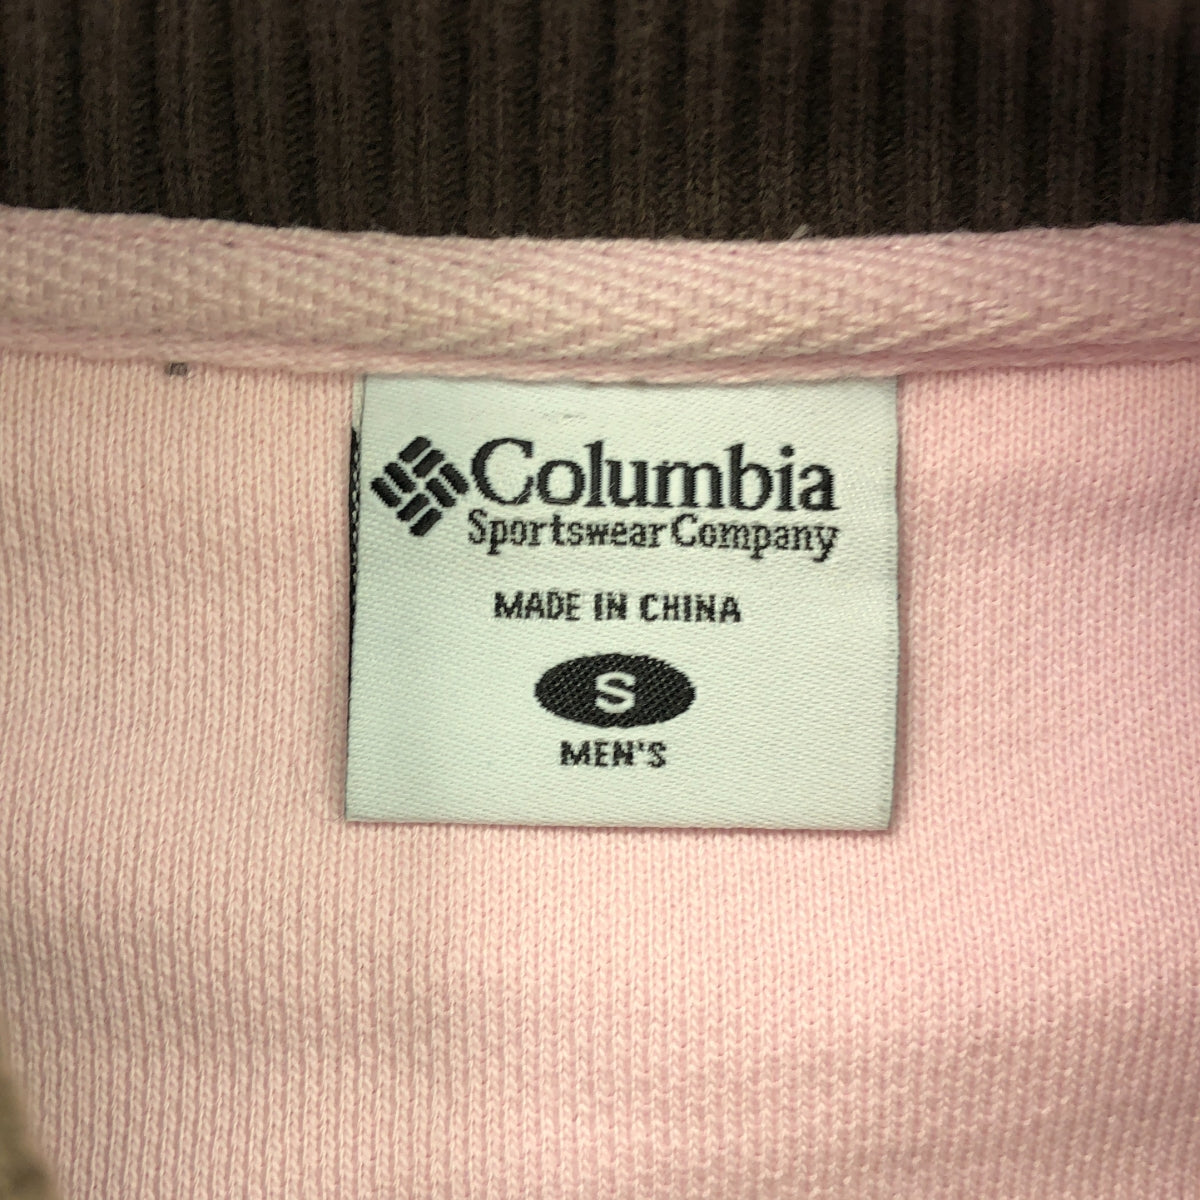 Columbia
Sportswear Company
MADE IN CHINA
S
MEN'S